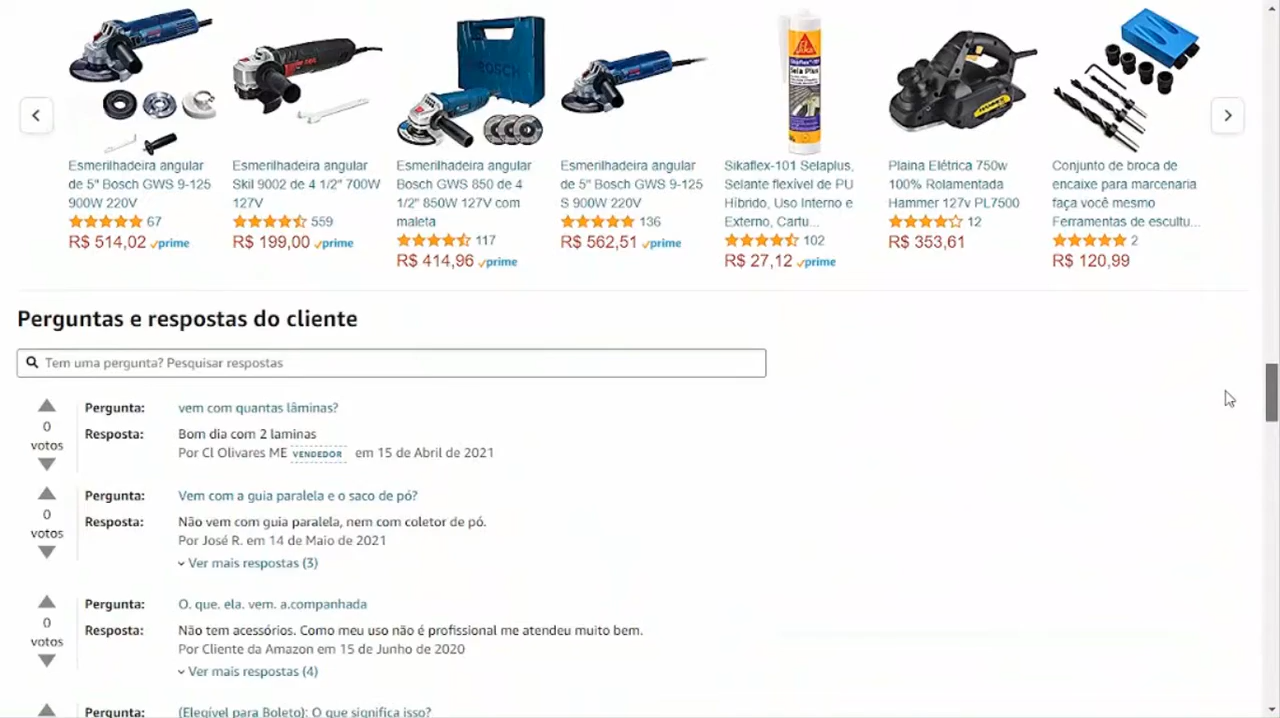 Esmerilhadeira angular
de 5" Bosch GWS 9-125
900W 220V
67
R$ 514,02 prime
Esmerilhadeira angular
Skil 9002 de 4 1/2" 700W
127V
559
R$ 199,00 prime
BOSCH
Esmerilhadeira angular
Bosch GWS 850 de 4
1/2" 850W 127V com
maleta
117
R$ 414,96 prime
Esmerilhadeira angular
de 5" Bosch GWS 9-125
S 900W 220V
136
R$ 562,51 prime
Sikaflex-101 Selaplus,
Selante flexível de PU
Híbrido, Uso Interno e
Externo, Cartu...
102
R$ 27,12 prime
HAMMER
Plaina Elétrica 750w
100% Rolamentada
Hammer 127v PL7500
12
R$ 353,61
Conjunto de broca de
encaixe para marcenaria
faça você mesmo
Ferramentas de escultu...
2
R$ 120,99
Perguntas e respostas do cliente
Tem uma pergunta? Pesquisar respostas
0
votos
Pergunta: vem com quantas lâminas?
Resposta: Bom dia com 2 laminas
Por Cl Olivares ME VENDEDOR em 15 de Abril de 2021
0
votos
Pergunta: Vem com a guia paralela e o saco de pó?
Resposta: Não vem com guia paralela, nem com coletor de pó.
Por José R. em 14 de Maio de 2021
Ver mais respostas (3)
0
votos
Pergunta: O. que. ela. vem. a.companhada
Resposta: Não tem acessórios. Como meu uso não é profissional me atendeu muito bem.
Por Cliente da Amazon em 15 de Junho de 2020
Ver mais respostas (4)
Pergunta: (Elegível para Boleto): O que significa isso?